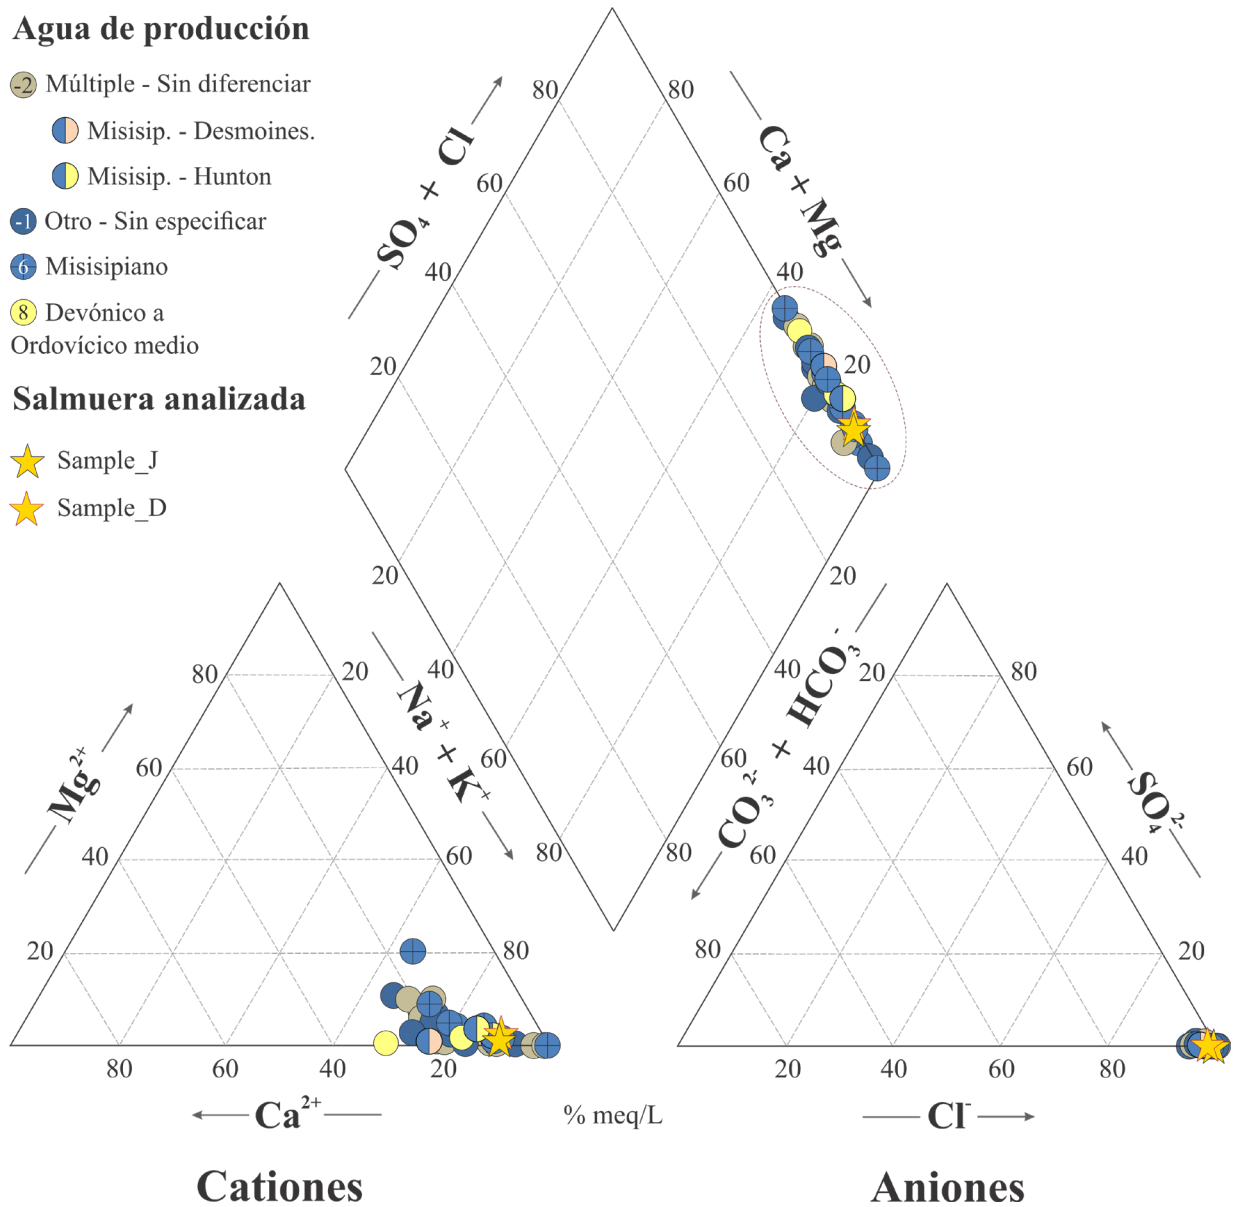 Agua de producción
-2 Múltiple - Sin diferenciar
Misisip. - Desmoines.
Misisip. - Hunton
-1 Otro - Sin especificar
6 Misisipiano
8 Devónico a
Ordovícico medio
Salmuera analizada
Sample_J
Sample_D
SO₄ + Cl
Ca + Mg
80
60
40
20
80
60
40
20
20
40
60
80
20
40
60
80
Mg²⁺
Na⁺ + K⁺
80
60
40
20
20
40
60
80
80
60
40
20
Ca²⁺
Cationes
% meq/L
CO₃²⁻ + HCO₃⁻
SO₄²⁻
20
40
60
80
80
60
40
20
20
40
60
80
Cl⁻
Aniones